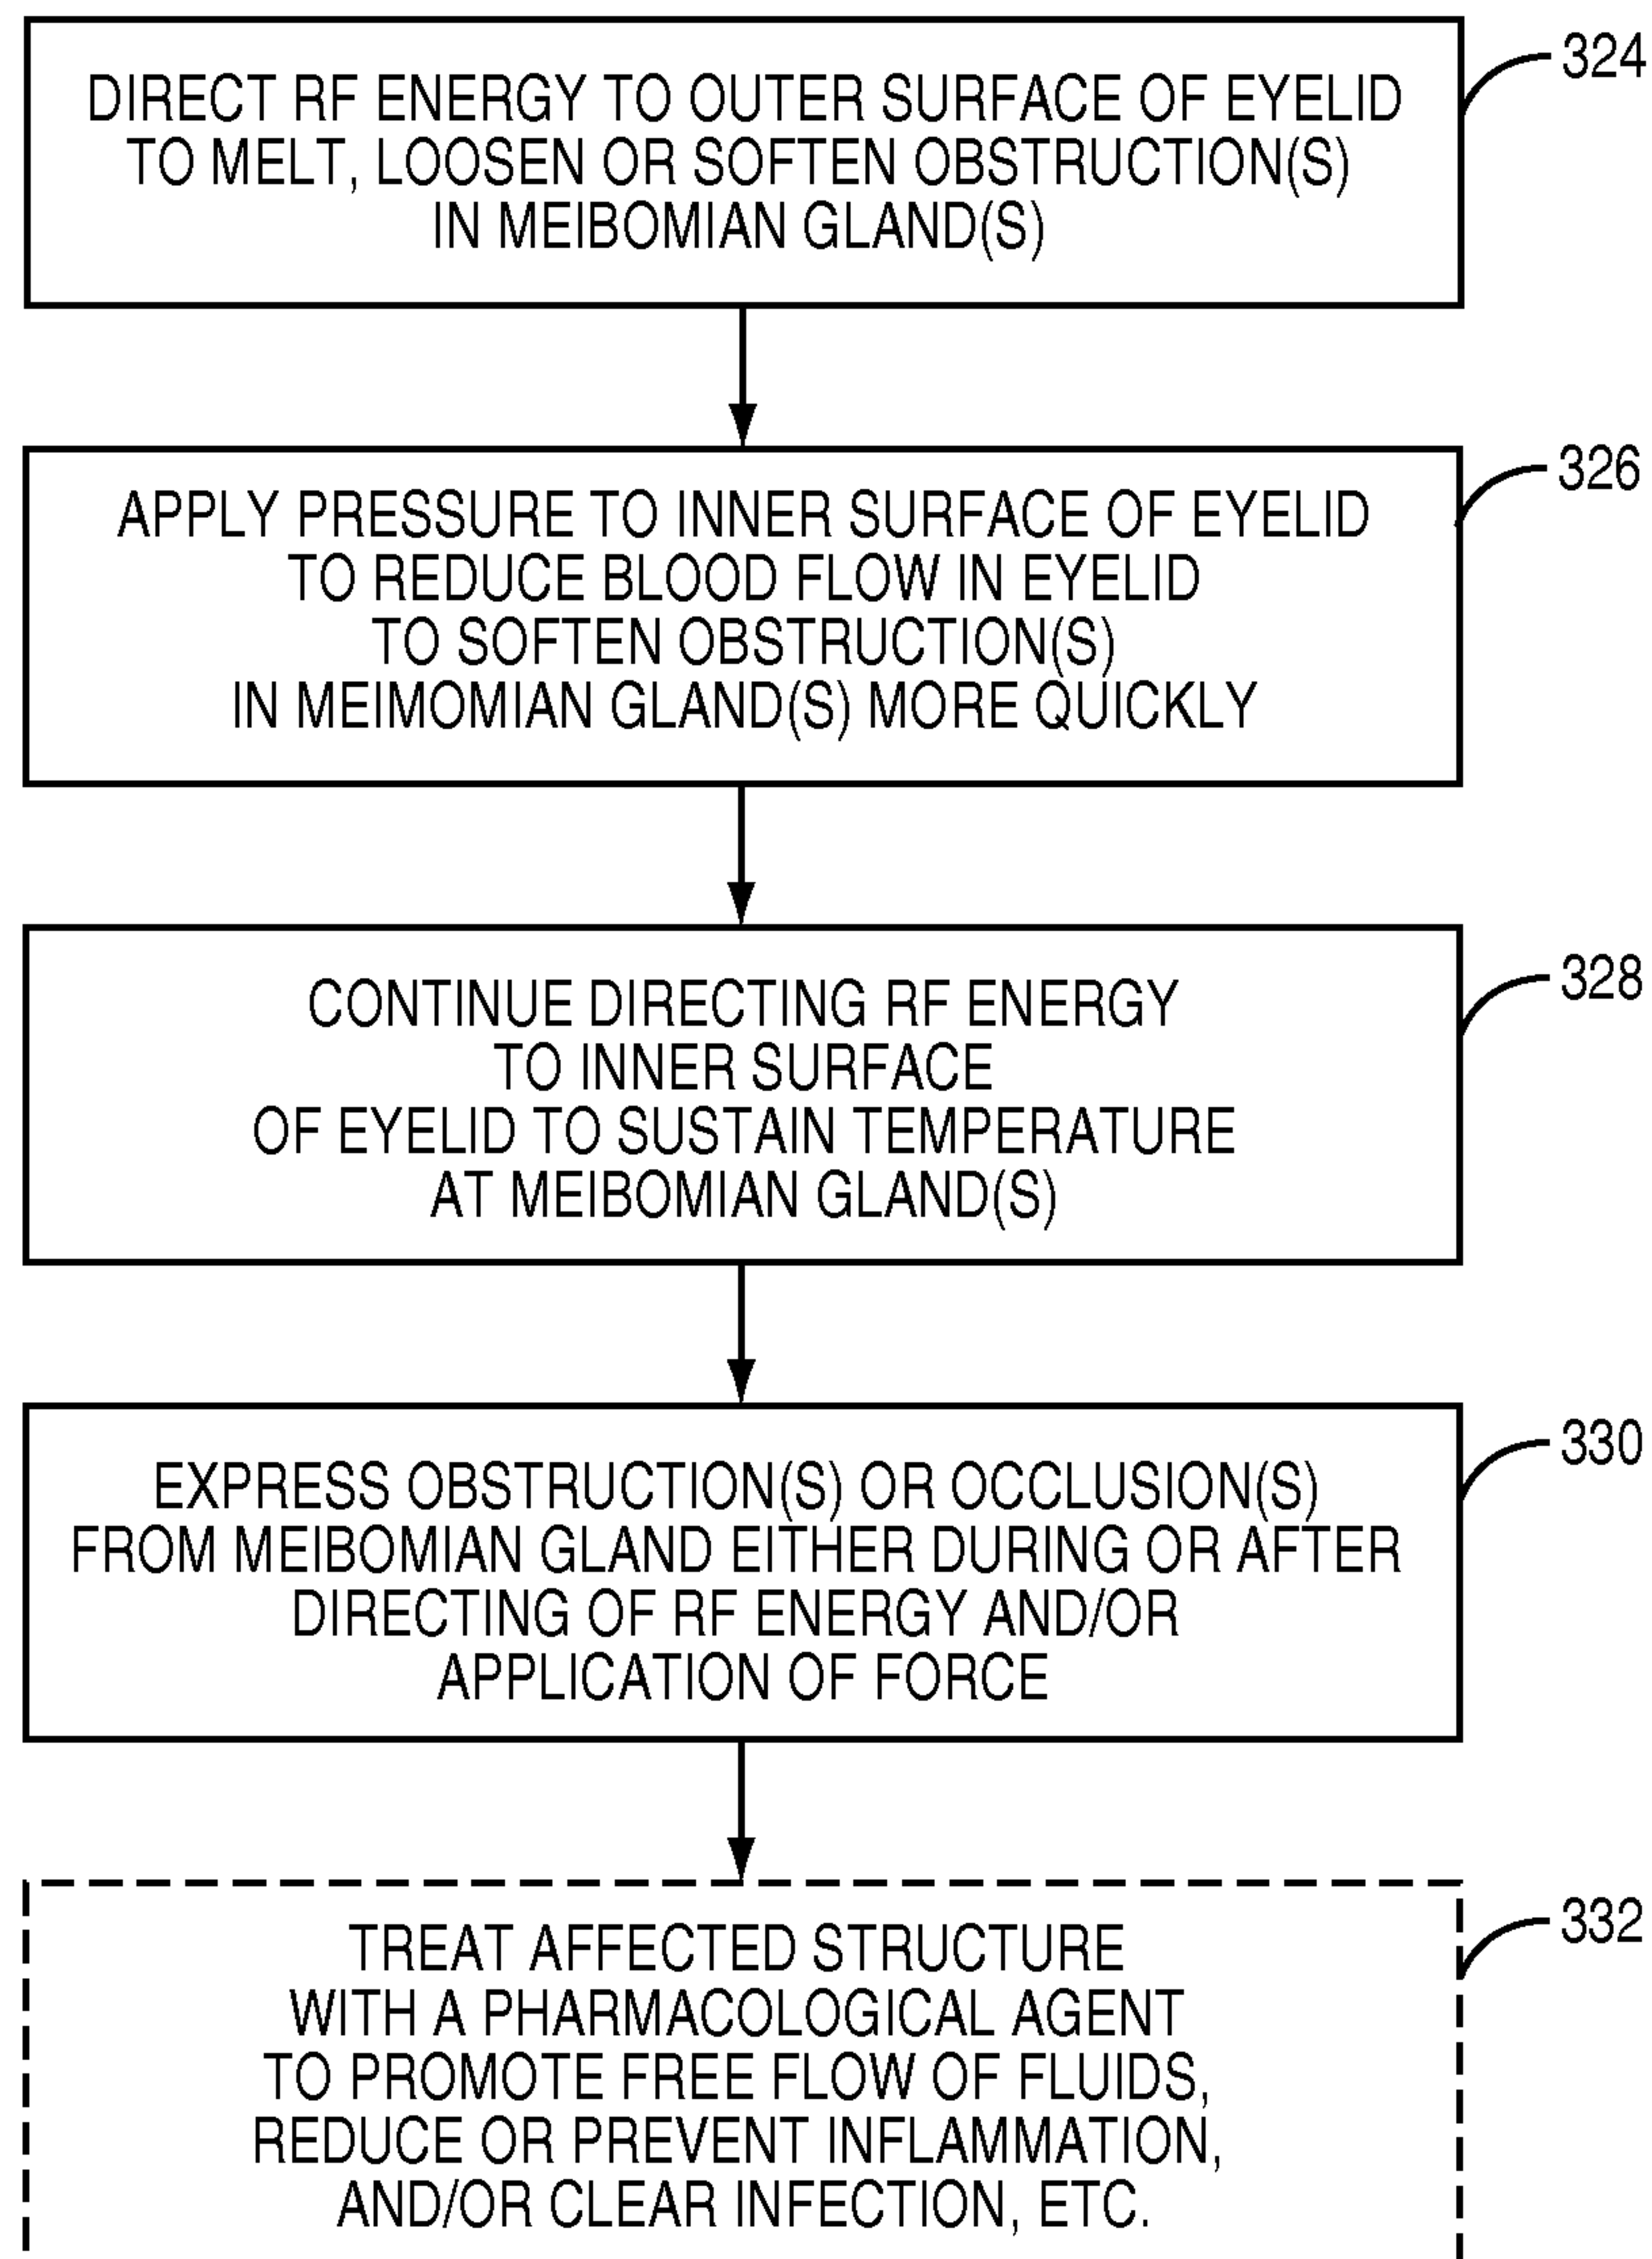 DIRECT RF ENERGY TO OUTER SURFACE OF EYELID
TO MELT, LOOSEN OR SOFTEN OBSTRUCTION(S)
IN MEIBOMIAN GLAND(S)
324
APPLY PRESSURE TO INNER SURFACE OF EYELID
TO REDUCE BLOOD FLOW IN EYELID
TO SOFTEN OBSTRUCTION(S)
IN MEIMOMIAN GLAND(S) MORE QUICKLY
326
CONTINUE DIRECTING RF ENERGY
TO INNER SURFACE
OF EYELID TO SUSTAIN TEMPERATURE
AT MEIBOMIAN GLAND(S)
328
EXPRESS OBSTRUCTION(S) OR OCCLUSION(S)
FROM MEIBOMIAN GLAND EITHER DURING OR AFTER
DIRECTING OF RF ENERGY AND/OR
APPLICATION OF FORCE
330
TREAT AFFECTED STRUCTURE
WITH A PHARMACOLOGICAL AGENT
TO PROMOTE FREE FLOW OF FLUIDS,
REDUCE OR PREVENT INFLAMMATION,
AND/OR CLEAR INFECTION, ETC.
332